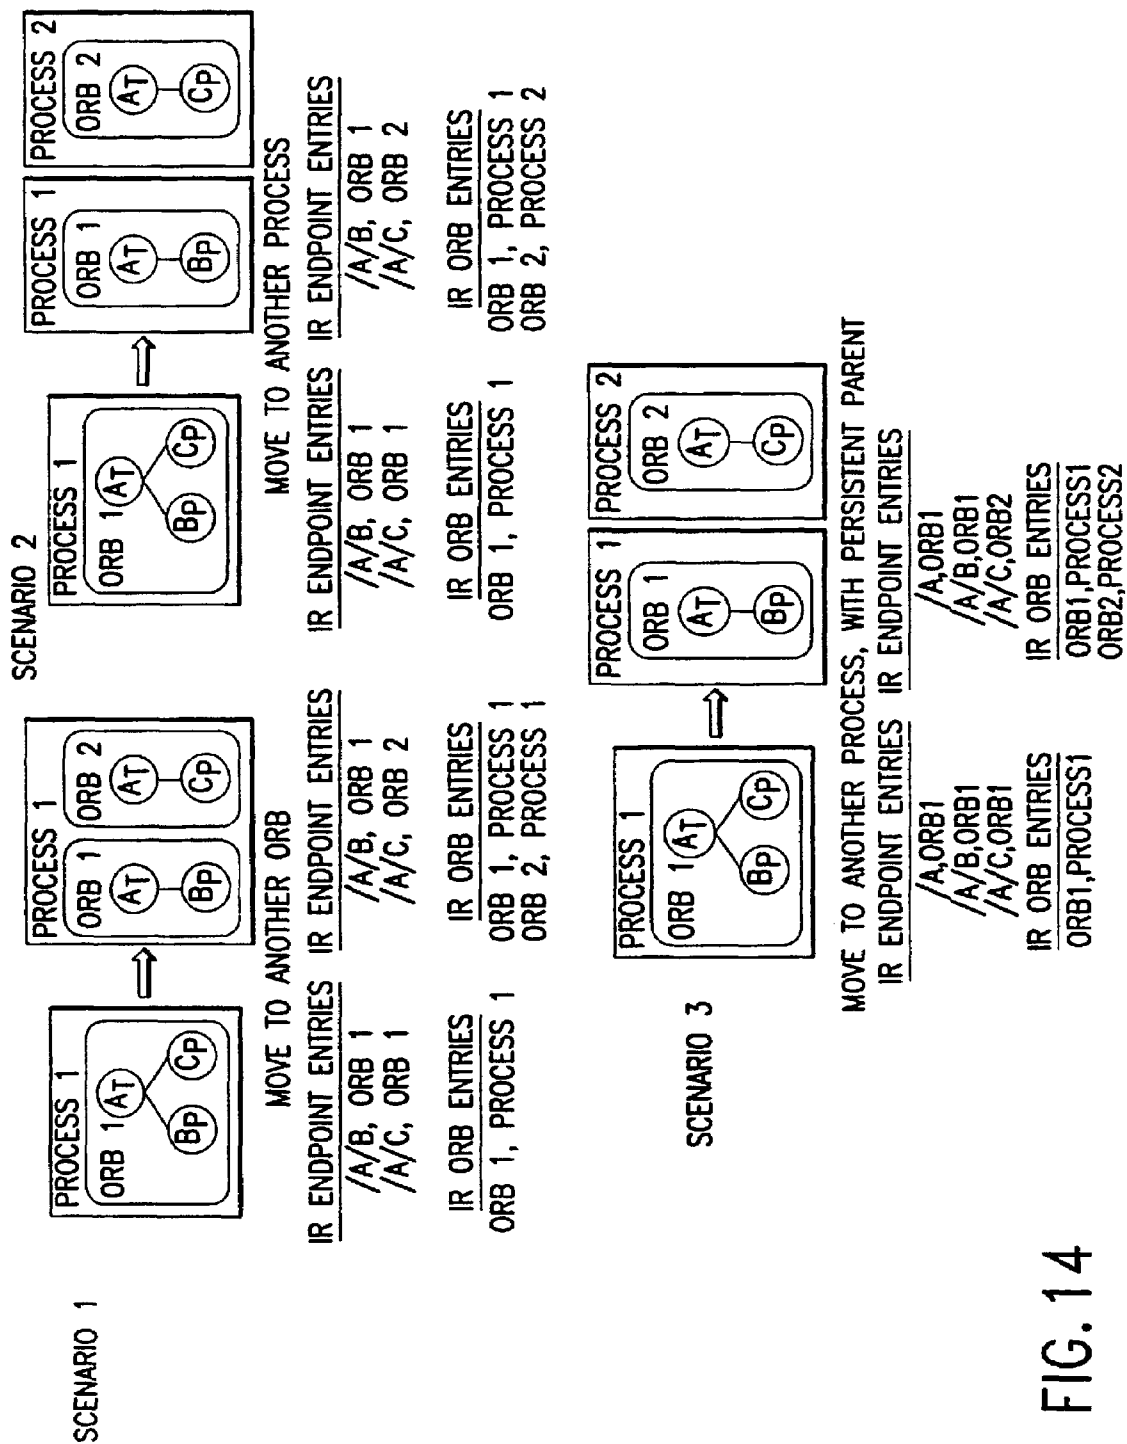 SCENARIO 1
PROCESS 1
ORB 1
AT
BP
CP
PROCESS 1
ORB 1
AT
BP
ORB 2
AT
CP
MOVE TO ANOTHER ORB
IR ENDPOINT ENTRIES
/A/B, ORB 1
/A/C, ORB 1
IR ORB ENTRIES
ORB 1, PROCESS 1
IR ENDPOINT ENTRIES
/A/B, ORB 1
/A/C, ORB 2
IR ORB ENTRIES
ORB 1, PROCESS 1
ORB 2, PROCESS 1
SCENARIO 2
PROCESS 1
ORB 1
AT
BP
CP
PROCESS 1
ORB 1
AT
BP
PROCESS 2
ORB 2
AT
CP
MOVE TO ANOTHER PROCESS
IR ENDPOINT ENTRIES
/A/B, ORB 1
/A/C, ORB 1
IR ORB ENTRIES
ORB 1, PROCESS 1
IR ENDPOINT ENTRIES
/A/B, ORB 1
/A/C, ORB 2
IR ORB ENTRIES
ORB 1, PROCESS 1
ORB 2, PROCESS 2
SCENARIO 3
PROCESS 1
ORB 1
AT
BP
CP
PROCESS 1
ORB 1
AT
BP
PROCESS 2
ORB 2
AT
CP
MOVE TO ANOTHER PROCESS, WITH PERSISTENT PARENT
IR ENDPOINT ENTRIES
/A,ORB1
/A/B,ORB1
/A/C,ORB1
IR ORB ENTRIES
ORB1,PROCESS1
IR ENDPOINT ENTRIES
/A,ORB1
/A/B,ORB1
/A/C,ORB2
IR ORB ENTRIES
ORB1,PROCESS1
ORB2,PROCESS2
FIG. 14